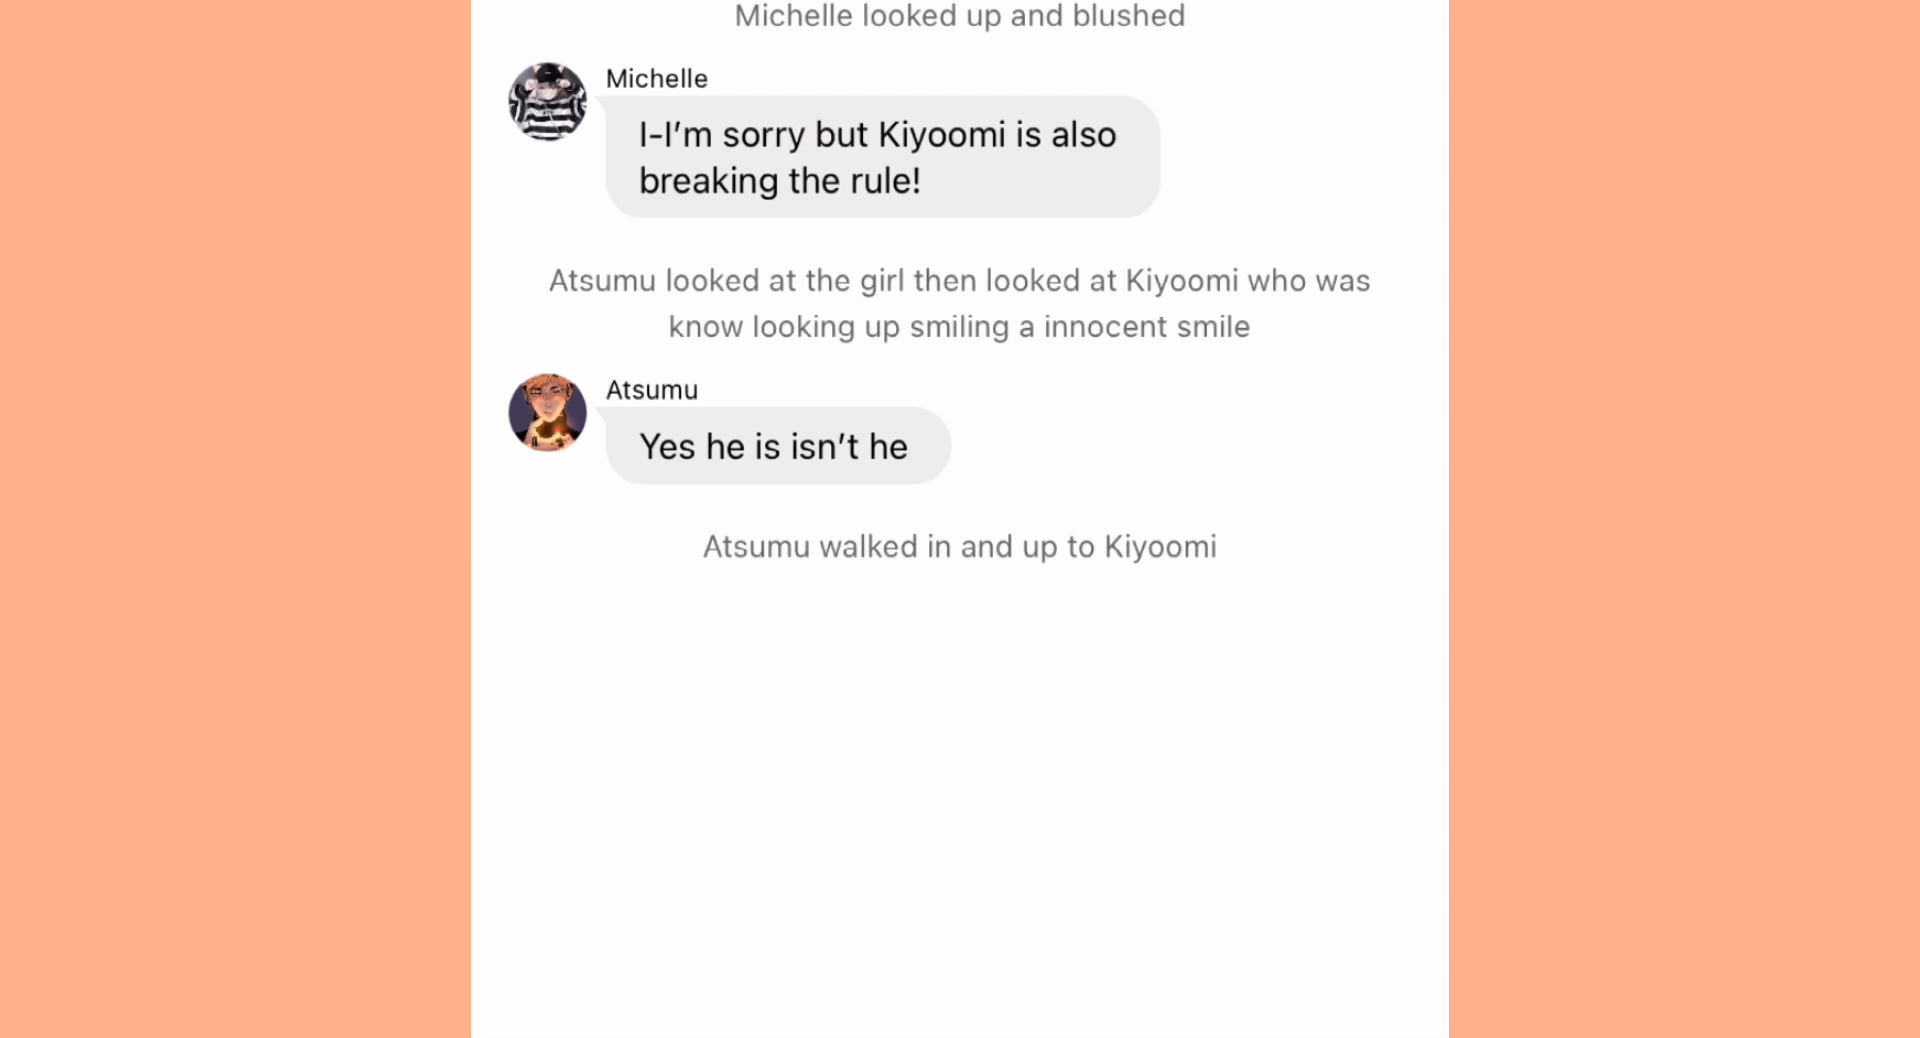 Michelle looked up and blushed
Michelle
I-I’m sorry but Kiyoomi is also
breaking the rule!
Atsumu looked at the girl then looked at Kiyoomi who was
know looking up smiling a innocent smile
Atsumu
Yes he is isn’t he
Atsumu walked in and up to Kiyoomi